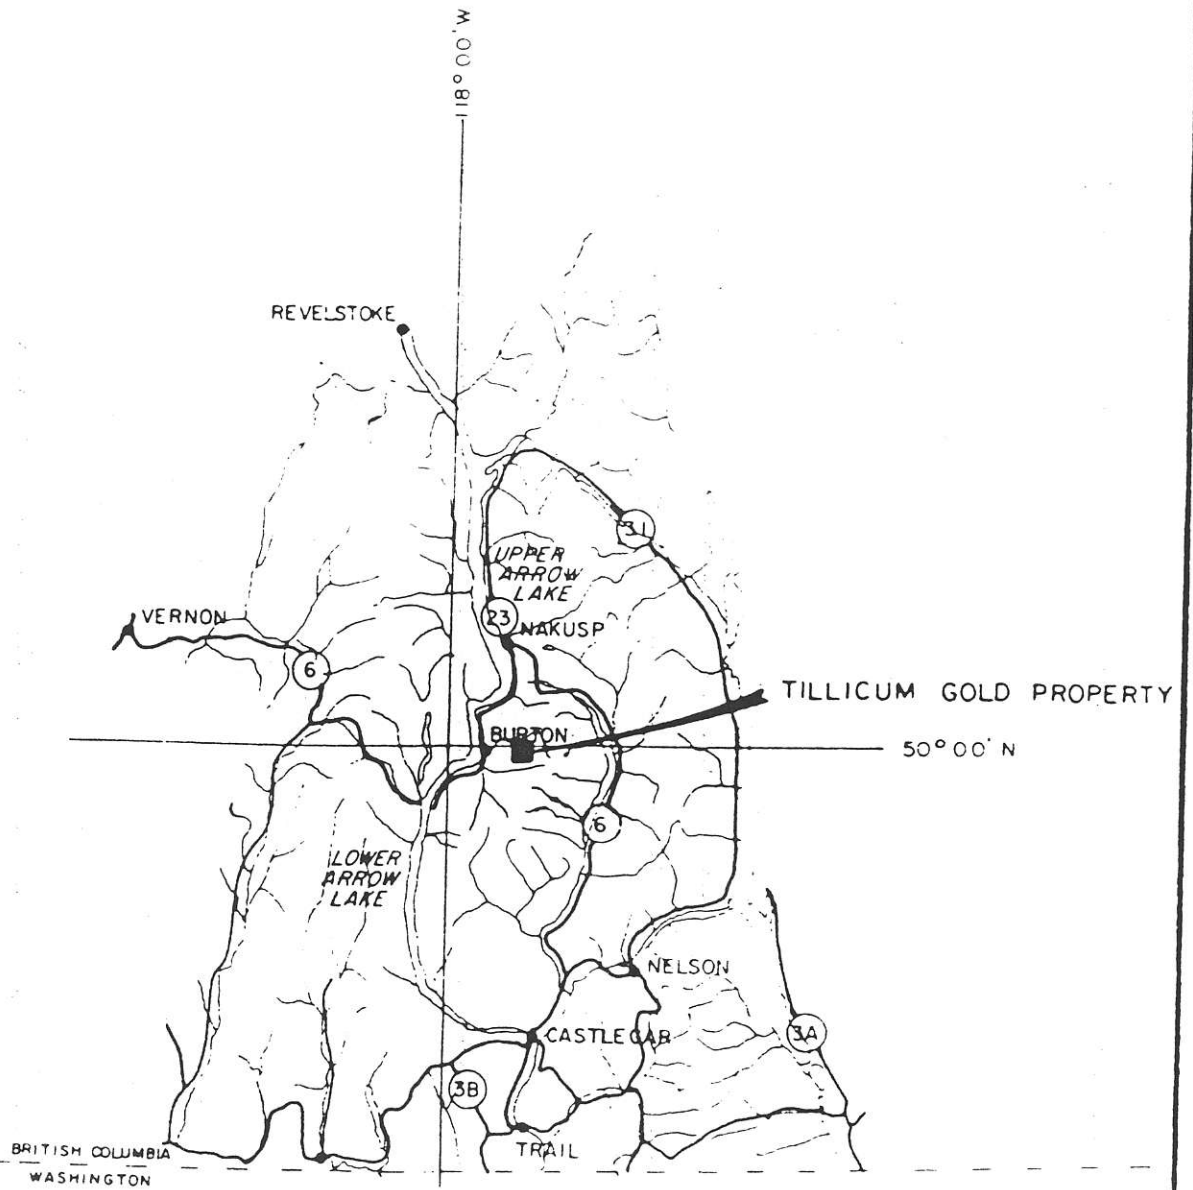 118°00'W
REVELSTOKE
31
UPPER
ARROW
LAKE
23
VERNON
NAKUSP
6
TILLICUM GOLD PROPERTY
BURTON
50°00' N
6
LOWER
ARROW
LAKE
NELSON
CASTLEGAR
3A
3B
TRAIL
BRITISH COLUMBIA
WASHINGTON